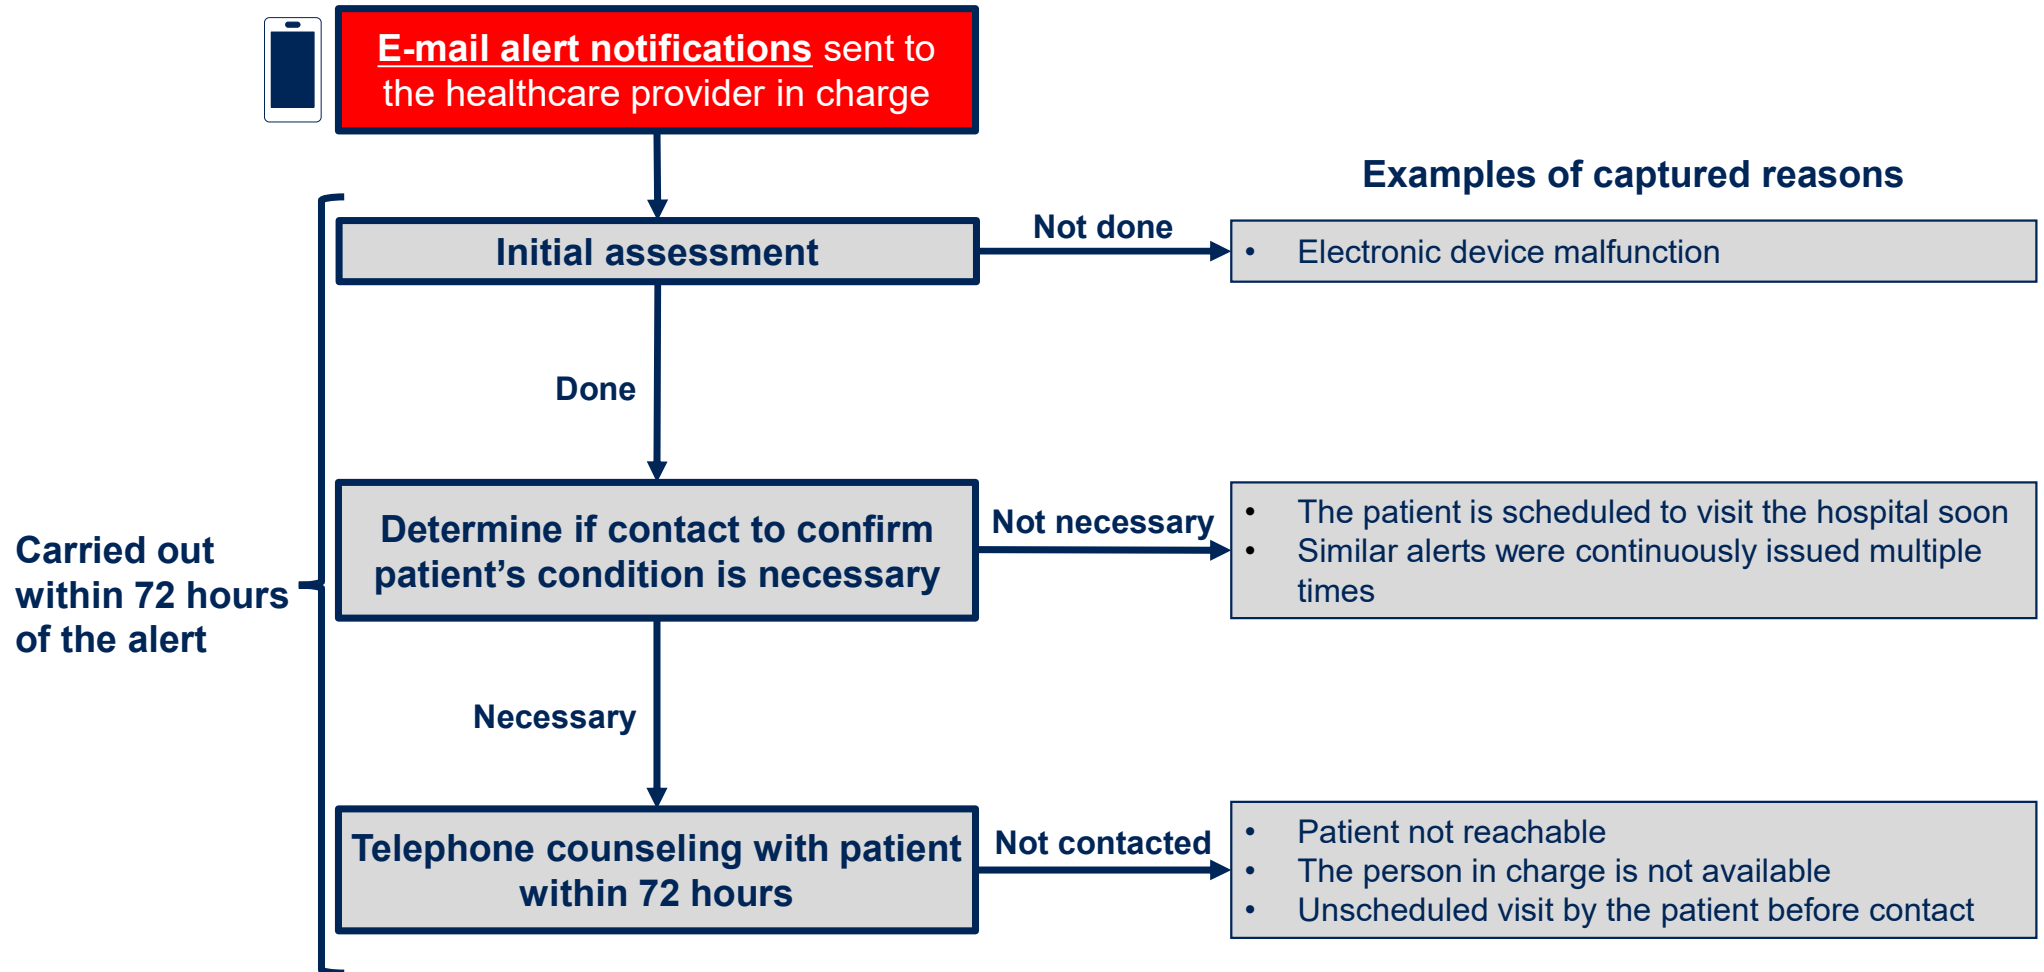 E-mail alert notifications sent to
the healthcare provider in charge
Examples of captured reasons
Initial assessment
Not done
• Electronic device malfunction
Done
Carried out
within 72 hours
of the alert
Determine if contact to confirm
patient’s condition is necessary
Not necessary
• The patient is scheduled to visit the hospital soon
• Similar alerts were continuously issued multiple
times
Necessary
Telephone counseling with patient
within 72 hours
Not contacted
• Patient not reachable
• The person in charge is not available
• Unscheduled visit by the patient before contact